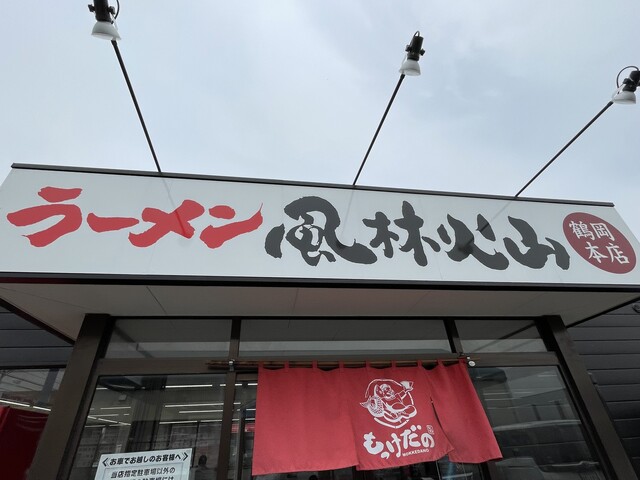 ラーメン 風林火山
鶴岡
本店
もっけだの
MOKKEDANO
お車でお越しのお客様へ
当店指定駐車場以外の